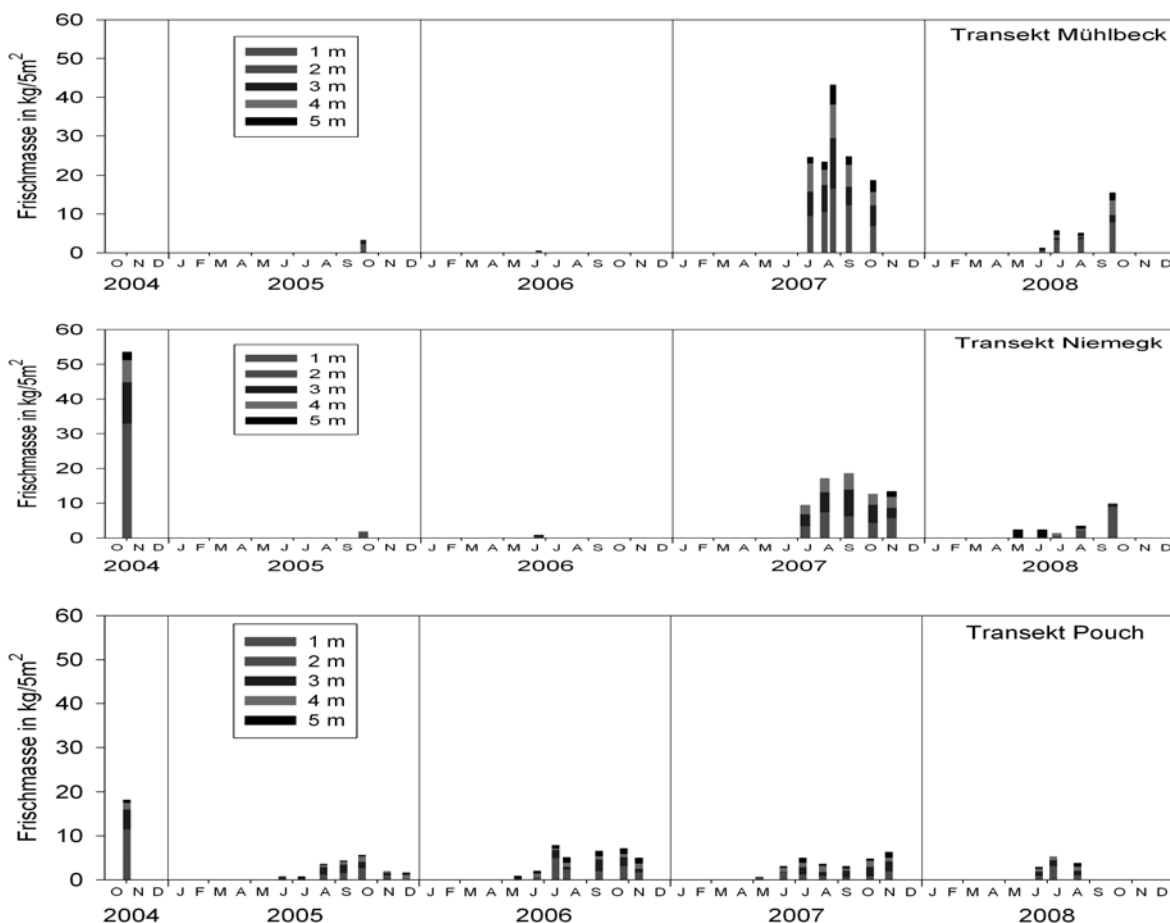 Transekt Mühlbeck
Frischmasse in kg/5m²
60
50
40
30
20
10
0
1 m
2 m
3 m
4 m
5 m
O N D J F M A M J J A S O N D J F M A M J J A S O N D J F M A M J J A S O N D J F M A M J J A S O N D
2004 2005 2006 2007 2008
Transekt Niemegk
Frischmasse in kg/5m²
60
50
40
30
20
10
0
1 m
2 m
3 m
4 m
5 m
O N D J F M A M J J A S O N D J F M A M J J A S O N D J F M A M J J A S O N D J F M A M J J A S O N D
2004 2005 2006 2007 2008
Transekt Pouch
Frischmasse in kg/5m²
60
50
40
30
20
10
0
1 m
2 m
3 m
4 m
5 m
O N D J F M A M J J A S O N D J F M A M J J A S O N D J F M A M J J A S O N D J F M A M J J A S O N D
2004 2005 2006 2007 2008